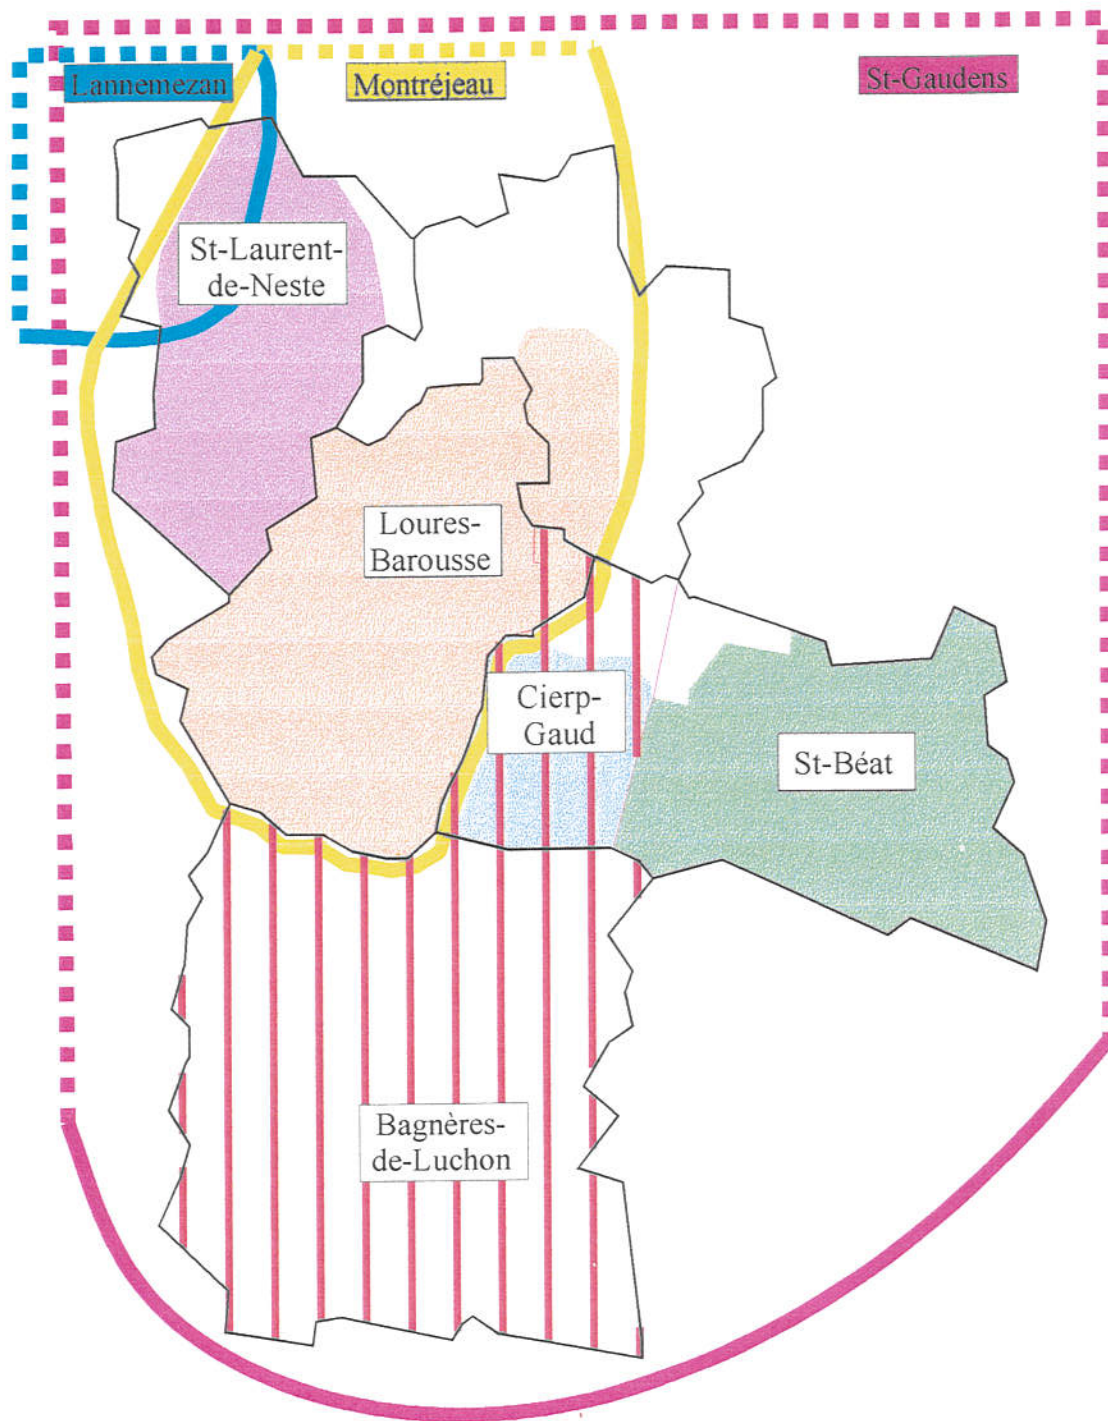 Lannemezan
Montréjeau
St-Gaudens
St-Laurent-
de-Neste
Loures-
Barousse
Cierp-
Gaud
St-Béat
Bagnères-
de-Luchon